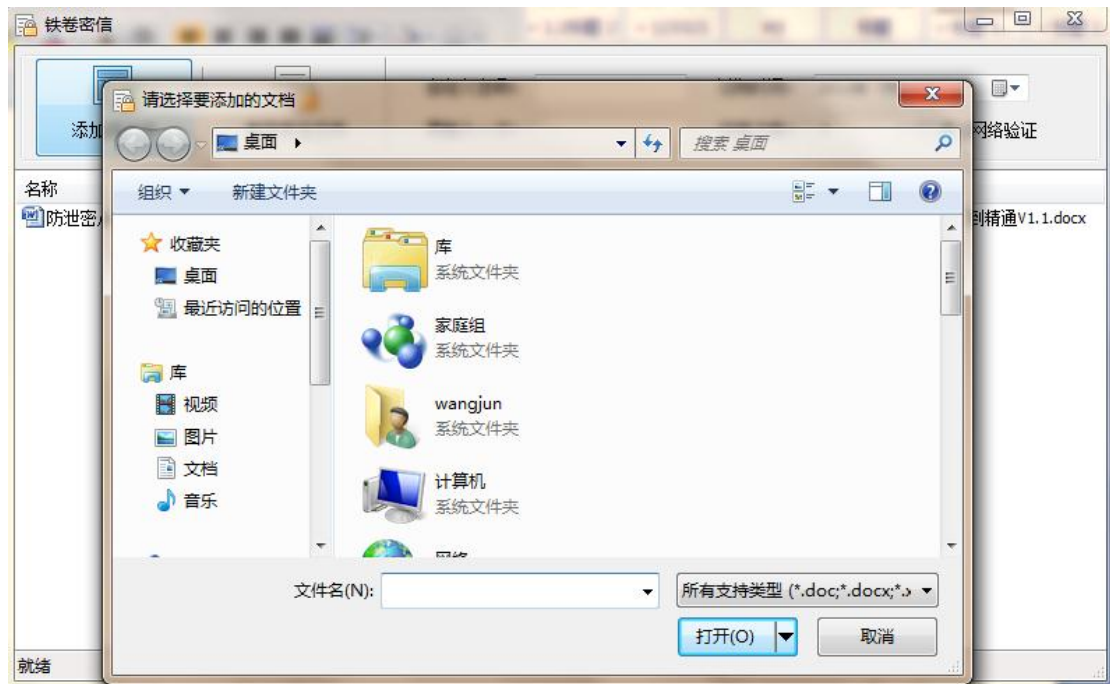 铁卷密信
请选择要添加的文档
添加
网络验证
桌面
搜索 桌面
名称
组织
新建文件夹
防泄密
到精通V1.1.docx
收藏夹
桌面
最近访问的位置
库
视频
图片
文档
音乐
库
系统文件夹
家庭组
系统文件夹
wangjun
系统文件夹
计算机
系统文件夹
网络
文件名(N):
所有支持类型 (*.doc;*.docx;*.x
打开(O)
取消
就绪